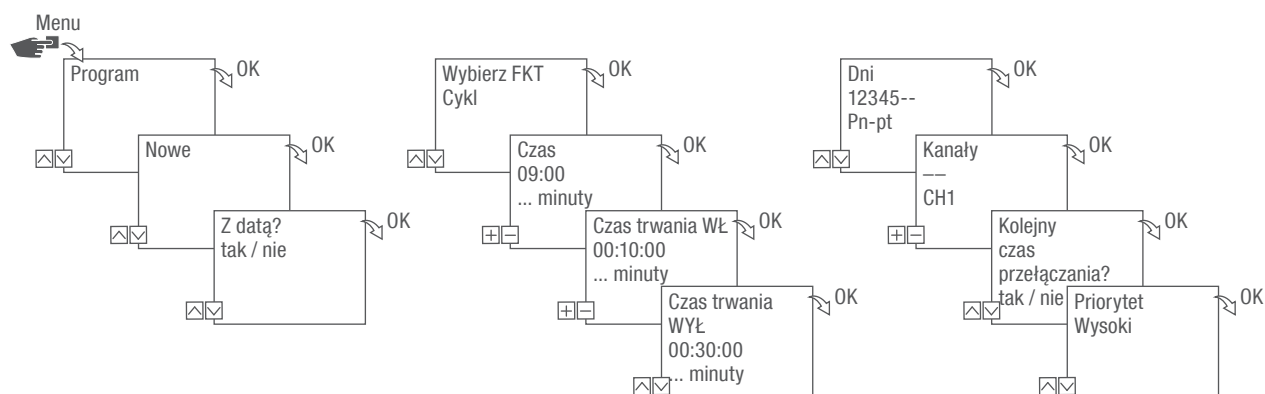 Menu
Program
OK
Nowe
OK
Z datą?
tak / nie
OK
Wybierz FKT
Cykl
OK
Czas
09:00
... minuty
OK
Czas trwania WŁ
00:10:00
... minuty
OK
Czas trwania
WYŁ
00:30:00
... minuty
OK
Dni
12345--
Pn-pt
OK
Kanały
––
CH1
OK
Kolejny
czas
przełączania?
tak / nie
OK
Priorytet
Wysoki
OK